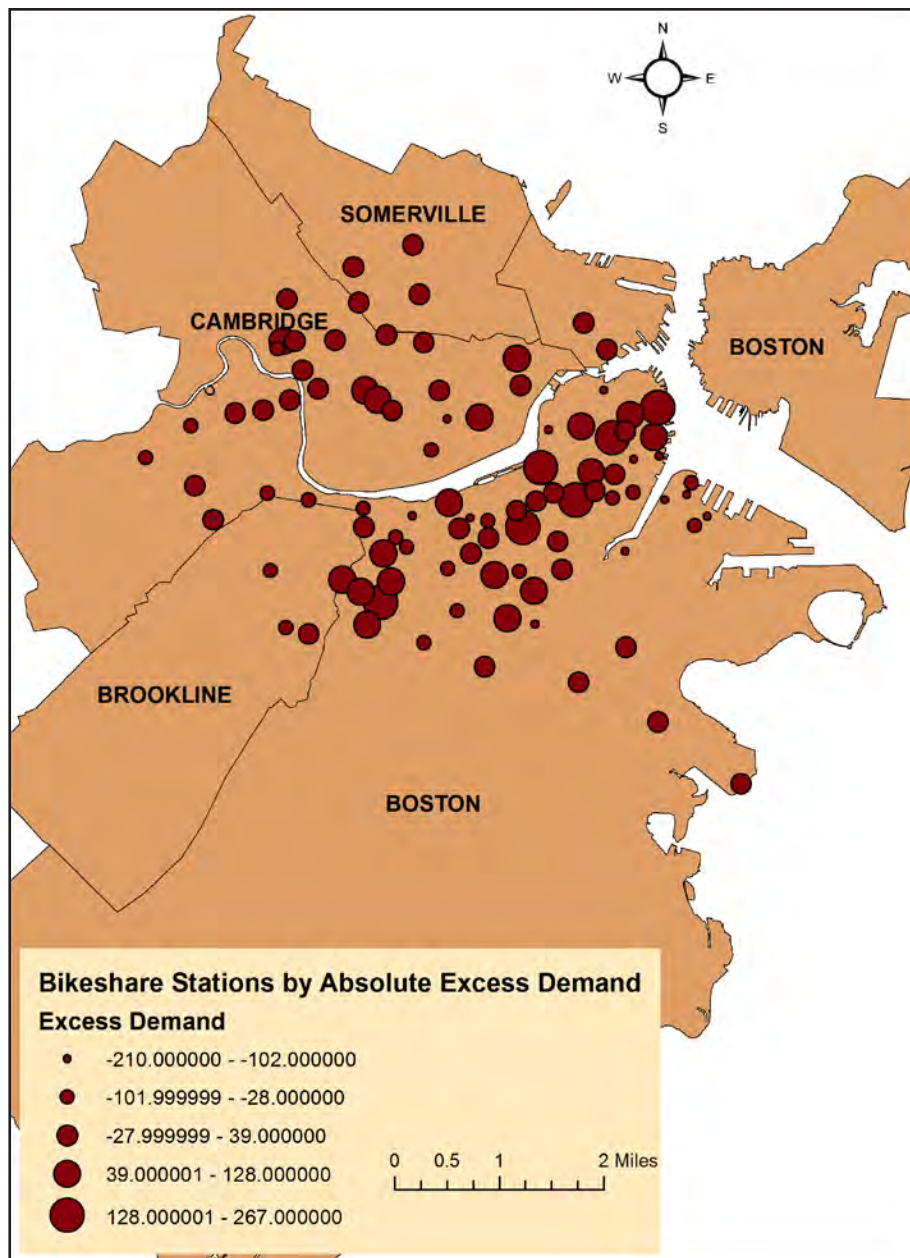 N
W E
S
SOMERVILLE
CAMBRIDGE
BOSTON
BROOKLINE
BOSTON
Bikeshare Stations by Absolute Excess Demand
Excess Demand
-210.000000 - -102.000000
-101.999999 - -28.000000
-27.999999 - 39.000000
39.000001 - 128.000000
128.000001 - 267.000000
0 0.5 1 2 Miles